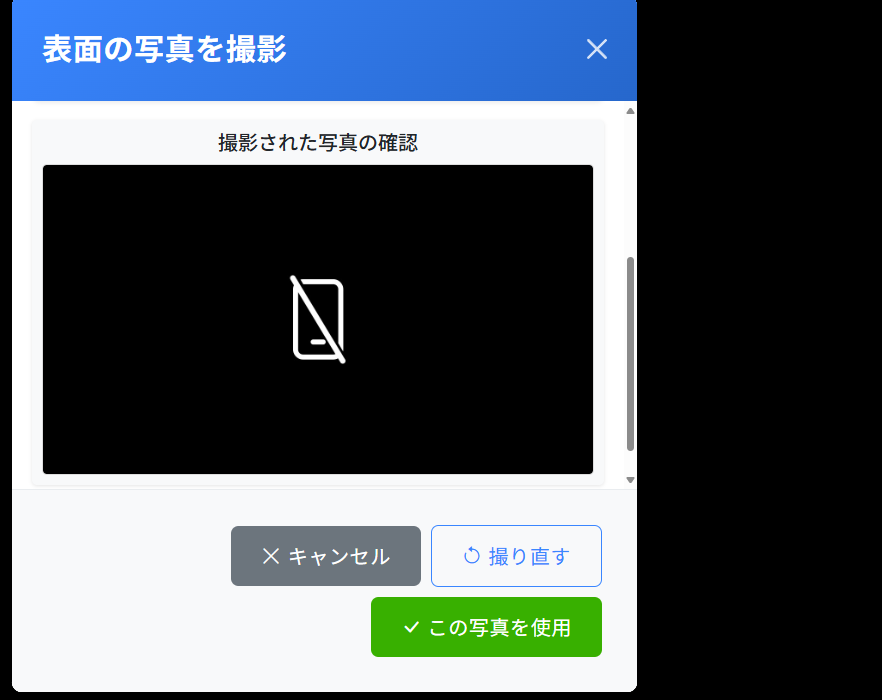 表面の写真を撮影
撮影された写真の確認
キャンセル
撮り直す
この写真を使用